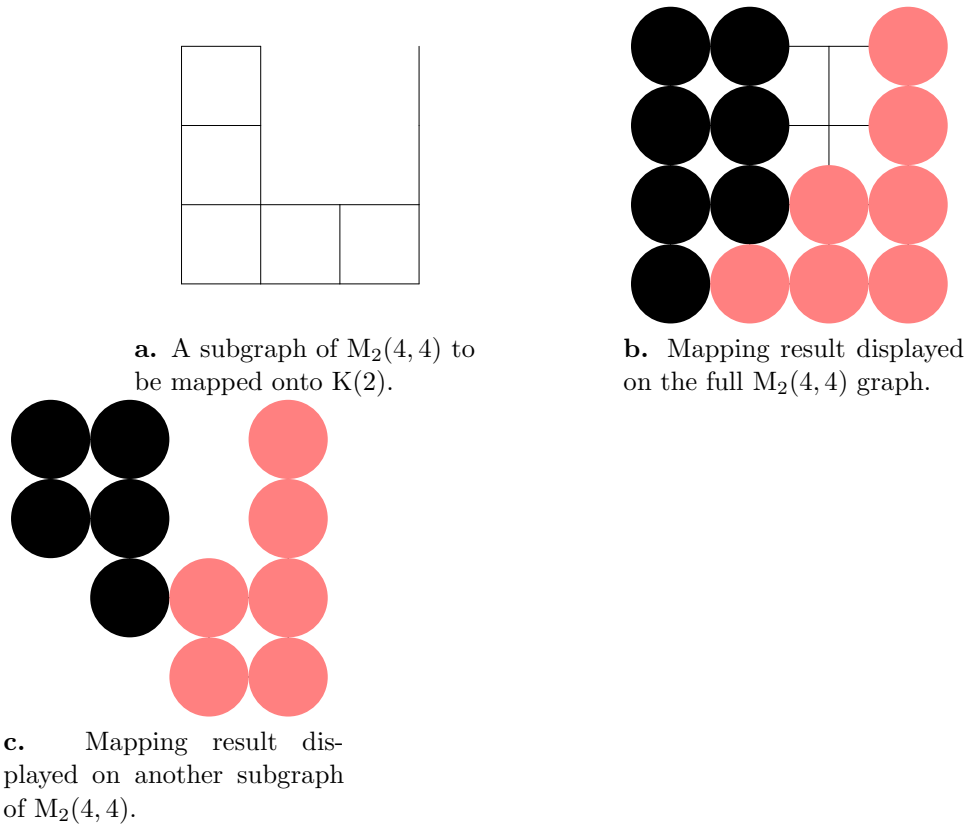 a. A subgraph of M₂(4, 4) to
be mapped onto K(2).
b. Mapping result displayed
on the full M₂(4, 4) graph.
c. Mapping result dis-
played on another subgraph
of M₂(4, 4).